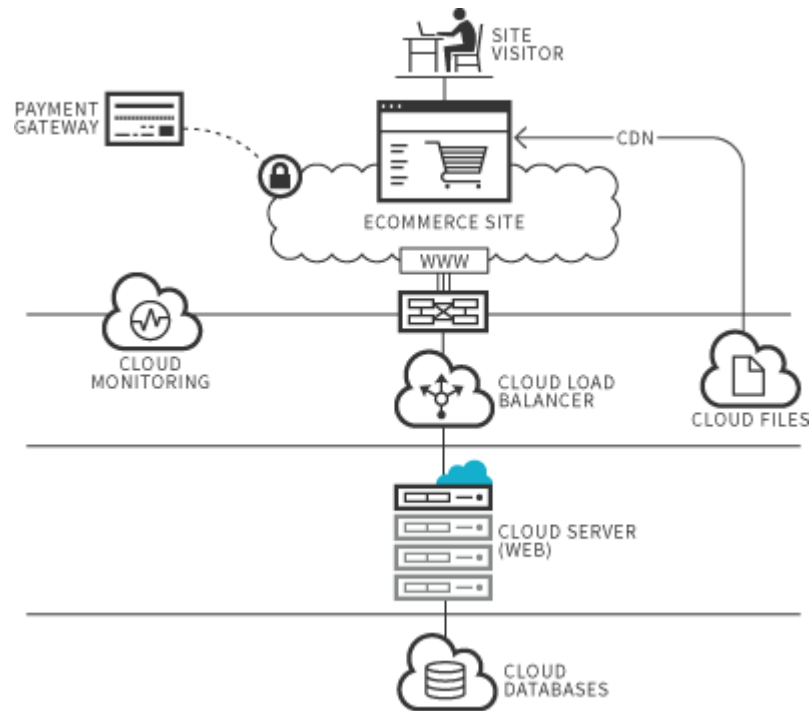 SITE
VISITOR
PAYMENT
GATEWAY
CDN
ECOMMERCE SITE
WWW
CLOUD
MONITORING
CLOUD LOAD
BALANCER
CLOUD FILES
CLOUD SERVER
(WEB)
CLOUD
DATABASES